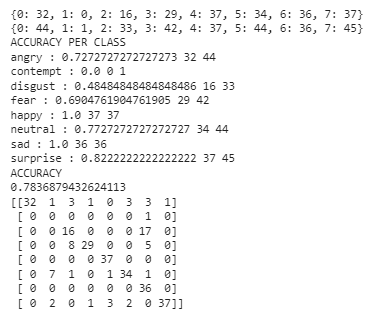 {0: 32, 1: 0, 2: 16, 3: 29, 4: 37, 5: 34, 6: 36, 7: 37}
{0: 44, 1: 1, 2: 33, 3: 42, 4: 37, 5: 44, 6: 36, 7: 45}
ACCURACY PER CLASS
angry : 0.7272727272727273 32 44
contempt : 0.0 0 1
disgust : 0.48484848484848486 16 33
fear : 0.6904761904761905 29 42
happy : 1.0 37 37
neutral : 0.7727272727272727 34 44
sad : 1.0 36 36
surprise : 0.8222222222222222 37 45
ACCURACY
0.7836879432624113
[[32  1  3  1  0  3  3  1]
 [ 0  0  0  0  0  0  1  0]
 [ 0  0 16  0  0  0 17  0]
 [ 0  0  8 29  0  0  5  0]
 [ 0  0  0  0 37  0  0  0]
 [ 0  7  1  0  1 34  1  0]
 [ 0  0  0  0  0  0 36  0]
 [ 0  2  0  1  3  2  0 37]]